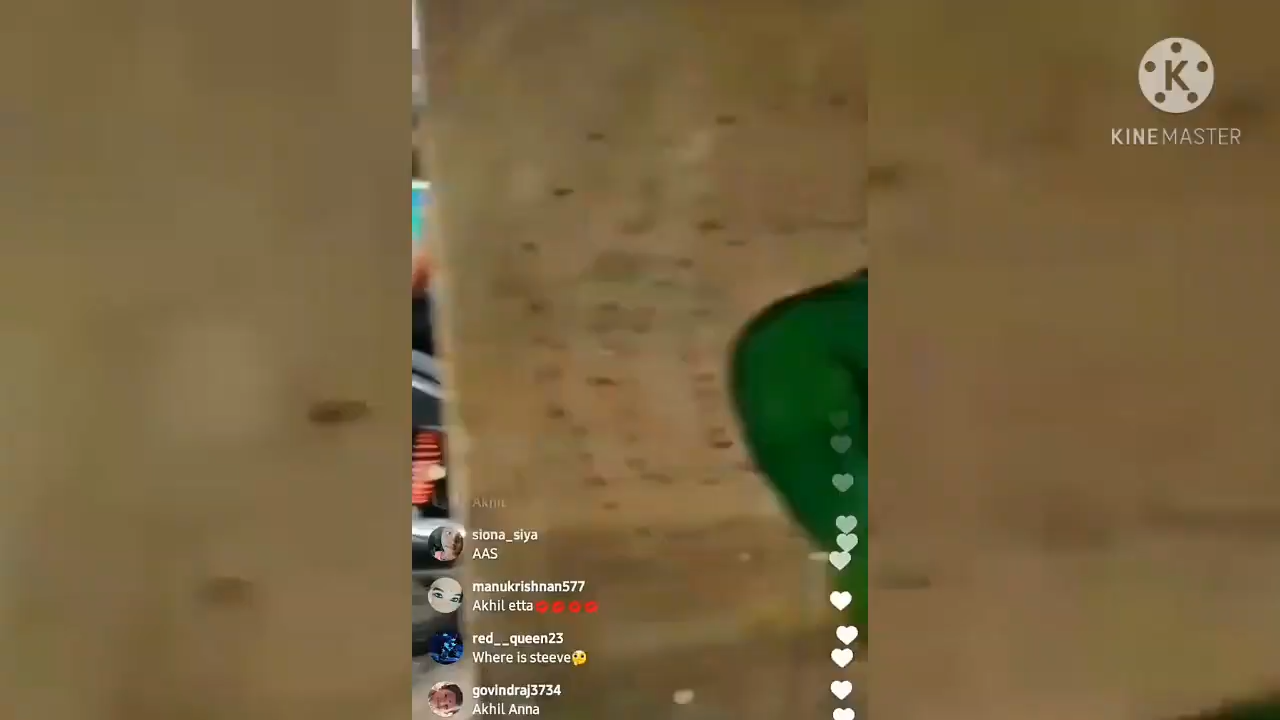 K
KINEMASTER
Akhil
siona_siya
AAS
manukrishnan577
Akhil etta💋💋💋💋
red__queen23
Where is steeve🤔
govindraj3734
Akhil Anna